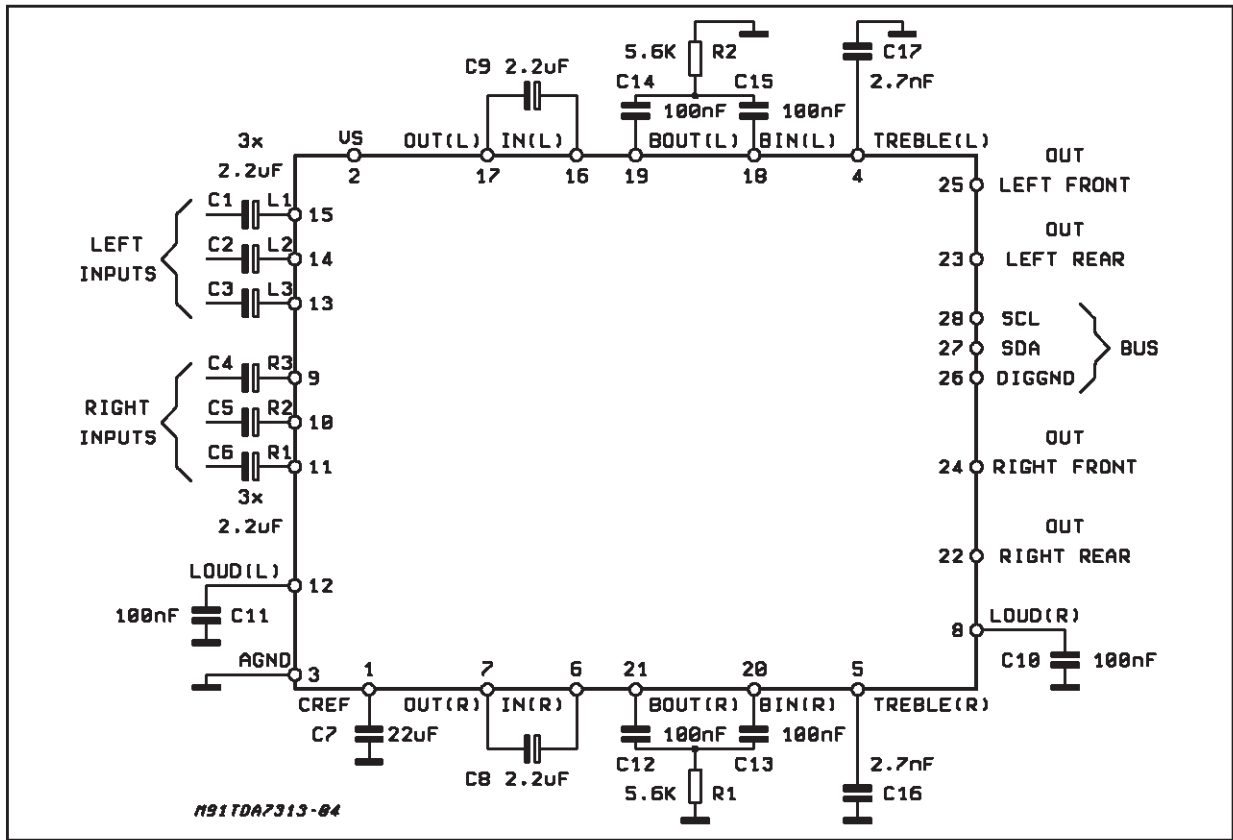 5.6K R2
C17
C9 2.2uF
C14 C15
2.7nF
100nF 100nF
3x
VS OUT(L) IN(L) BOUT(L) BIN(L) TREBLE(L)
2.2uF
2 17 16 19 18 4
OUT
25 LEFT FRONT
C1 L1
15
LEFT
INPUTS
C2 L2
14
C3 L3
13
OUT
23 LEFT REAR
28 SCL
27 SDA
26 DIGGND
BUS
C4 R3
9
RIGHT
INPUTS
C5 R2
10
C6 R1
11
3x
2.2uF
OUT
24 RIGHT FRONT
OUT
22 RIGHT REAR
LOUD(L)
12
100nF C11
LOUD(R)
8
C10 100nF
AGND
3
1 7 6 21 20 5
CREF OUT(R) IN(R) BOUT(R) BIN(R) TREBLE(R)
C7 22uF
100nF 100nF
C8 2.2uF
C12 C13
2.7nF
5.6K R1
C16
M91TDA7313-04